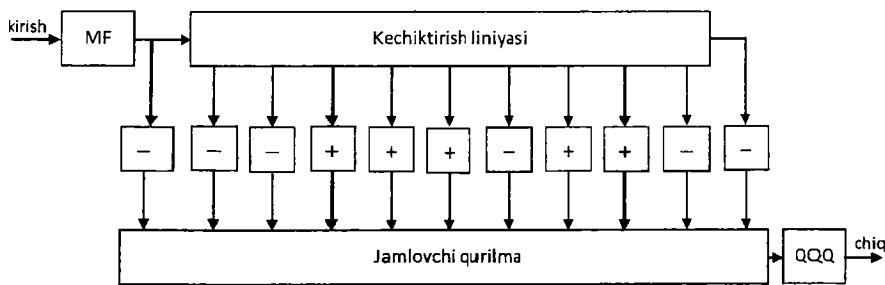 kirish
MF
Kechiktirish liniyasi
− − − + + + − + + − −
Jamlovchi qurilma
QQQ
chiq